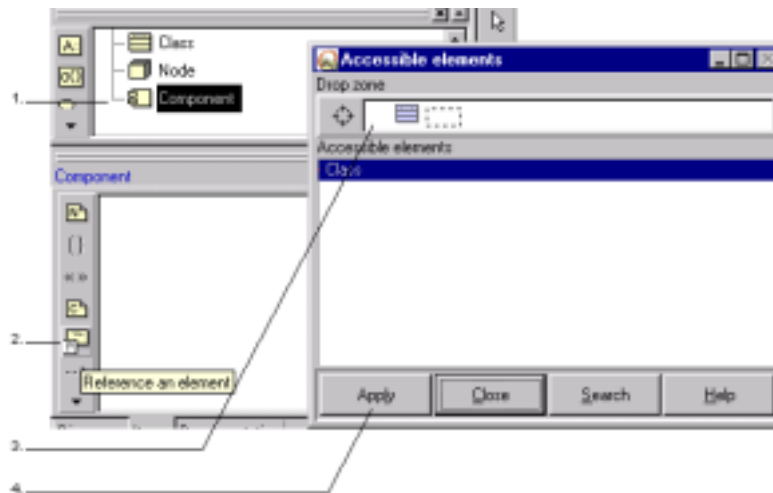 Class
Node
1.
Component
Accessible elements
Drop zone
Accessible elements
Class
Component
2.
Reference an element
Apply
Close
Search
Help
3.
4.